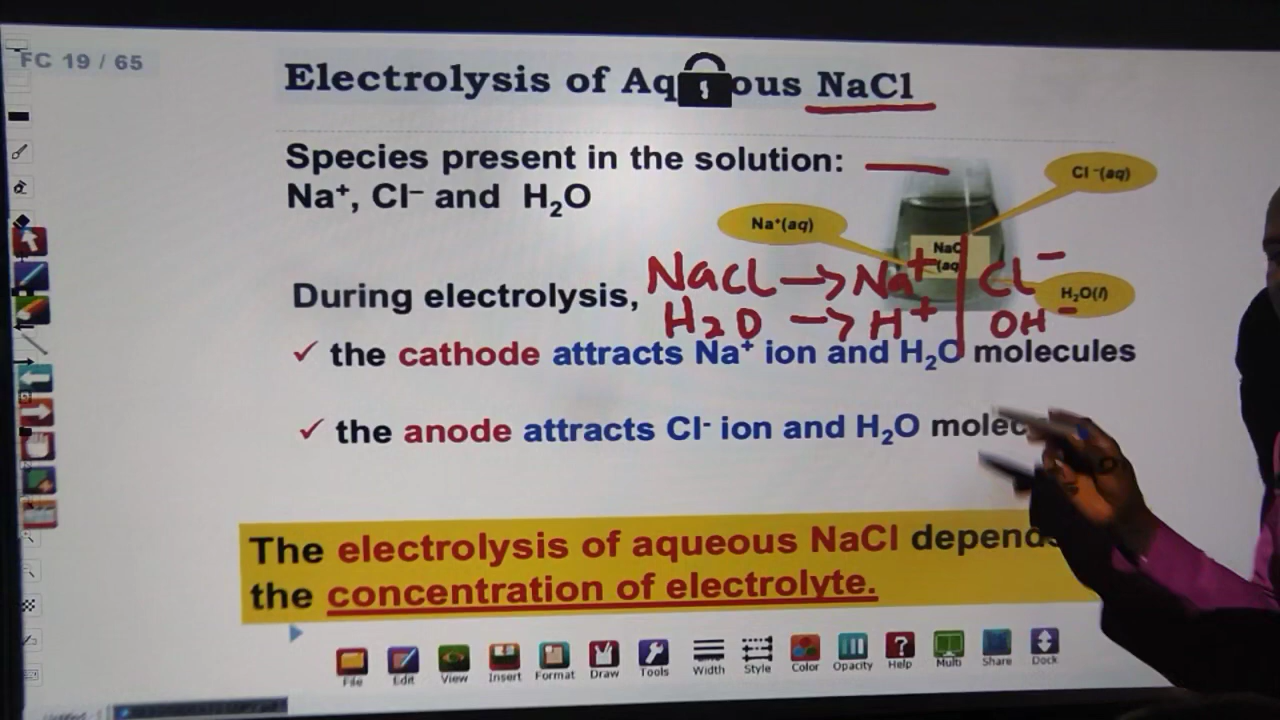 FC 19 / 65
Electrolysis of Aq ous NaCl
Species present in the solution:
Na⁺, Cl⁻ and H₂O
Cl⁻(aq)
Na⁺(aq)
NaC
(aq
H₂O(l)
NaCl → Na⁺ Cl⁻
During electrolysis,
H₂O → H⁺ OH⁻
✓ the cathode attracts Na⁺ ion and H₂O molecules
✓ the anode attracts Cl⁻ ion and H₂O molec
The electrolysis of aqueous NaCl depend
the concentration of electrolyte.
File Edit View Insert Format Draw Tools Width Style Color Opacity Help Multi Share Dock